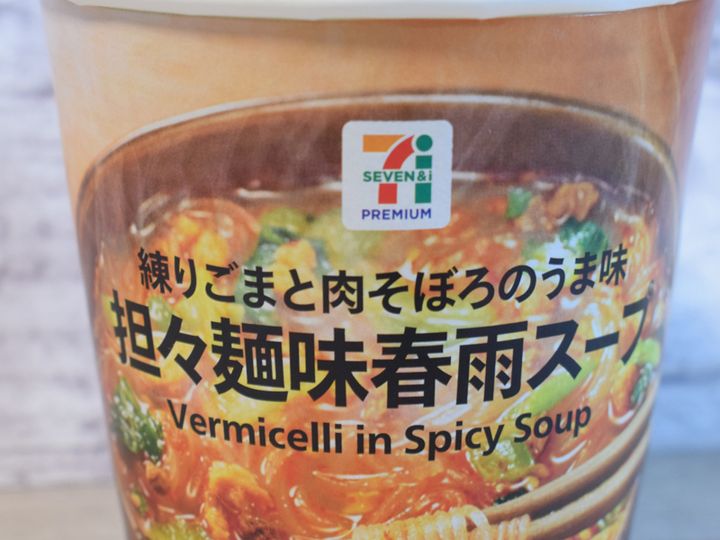 SEVEN&i
PREMIUM
練りごまと肉そぼろのうま味
担々麺味春雨スープ
Vermicelli in Spicy Soup